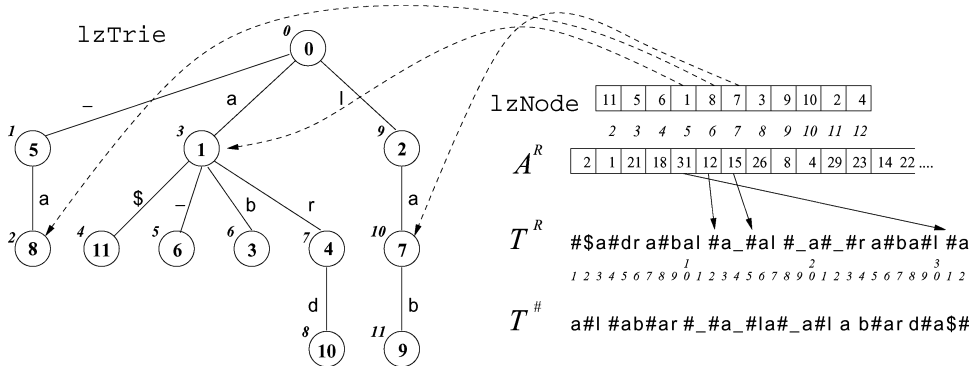 lzTrie
0 0
_ a l
lzNode 11 5 6 1 8 7 3 9 10 2 4
2 3 4 5 6 7 8 9 10 11 12
1 5 3 1 9 2
A^R 2 1 21 18 31 12 15 26 8 4 29 23 14 22 ....
a $ _ b r a
2 8 4 11 5 6 6 3 7 4 10 7
T^R #$a#dr a#bal #a_#al #_a#_#r a#ba#l #a
1 2 3 4 5 6 7 8 9 10 1 2 3 4 5 6 7 8 9 20 1 2 3 4 5 6 7 8 9 30 1 2
d b
T^# a#l #ab#ar #_#a_#la#_a#l a b#ar d#a$#
8 10 11 9